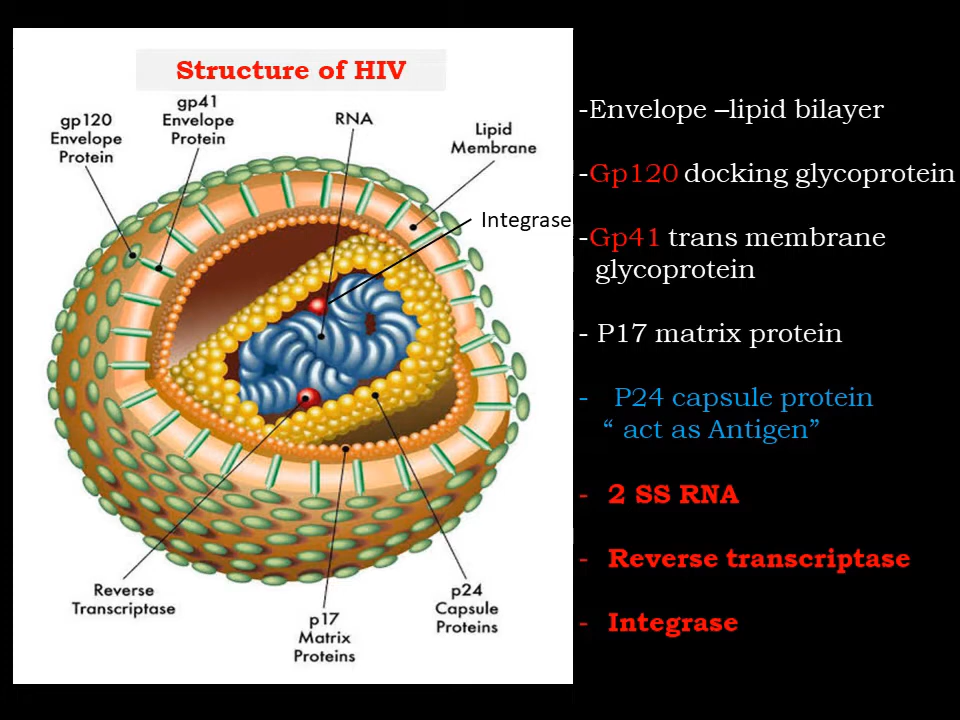 Structure of HIV
gp120
Envelope
Protein
gp41
Envelope
Protein
RNA
Lipid
Membrane
Integrase
Reverse
Transcriptase
p17
Matrix
Proteins
p24
Capsule
Proteins
-Envelope –lipid bilayer
-Gp120 docking glycoprotein
-Gp41 trans membrane
glycoprotein
- P17 matrix protein
- P24 capsule protein
“ act as Antigen”
- 2 SS RNA
- Reverse transcriptase
- Integrase